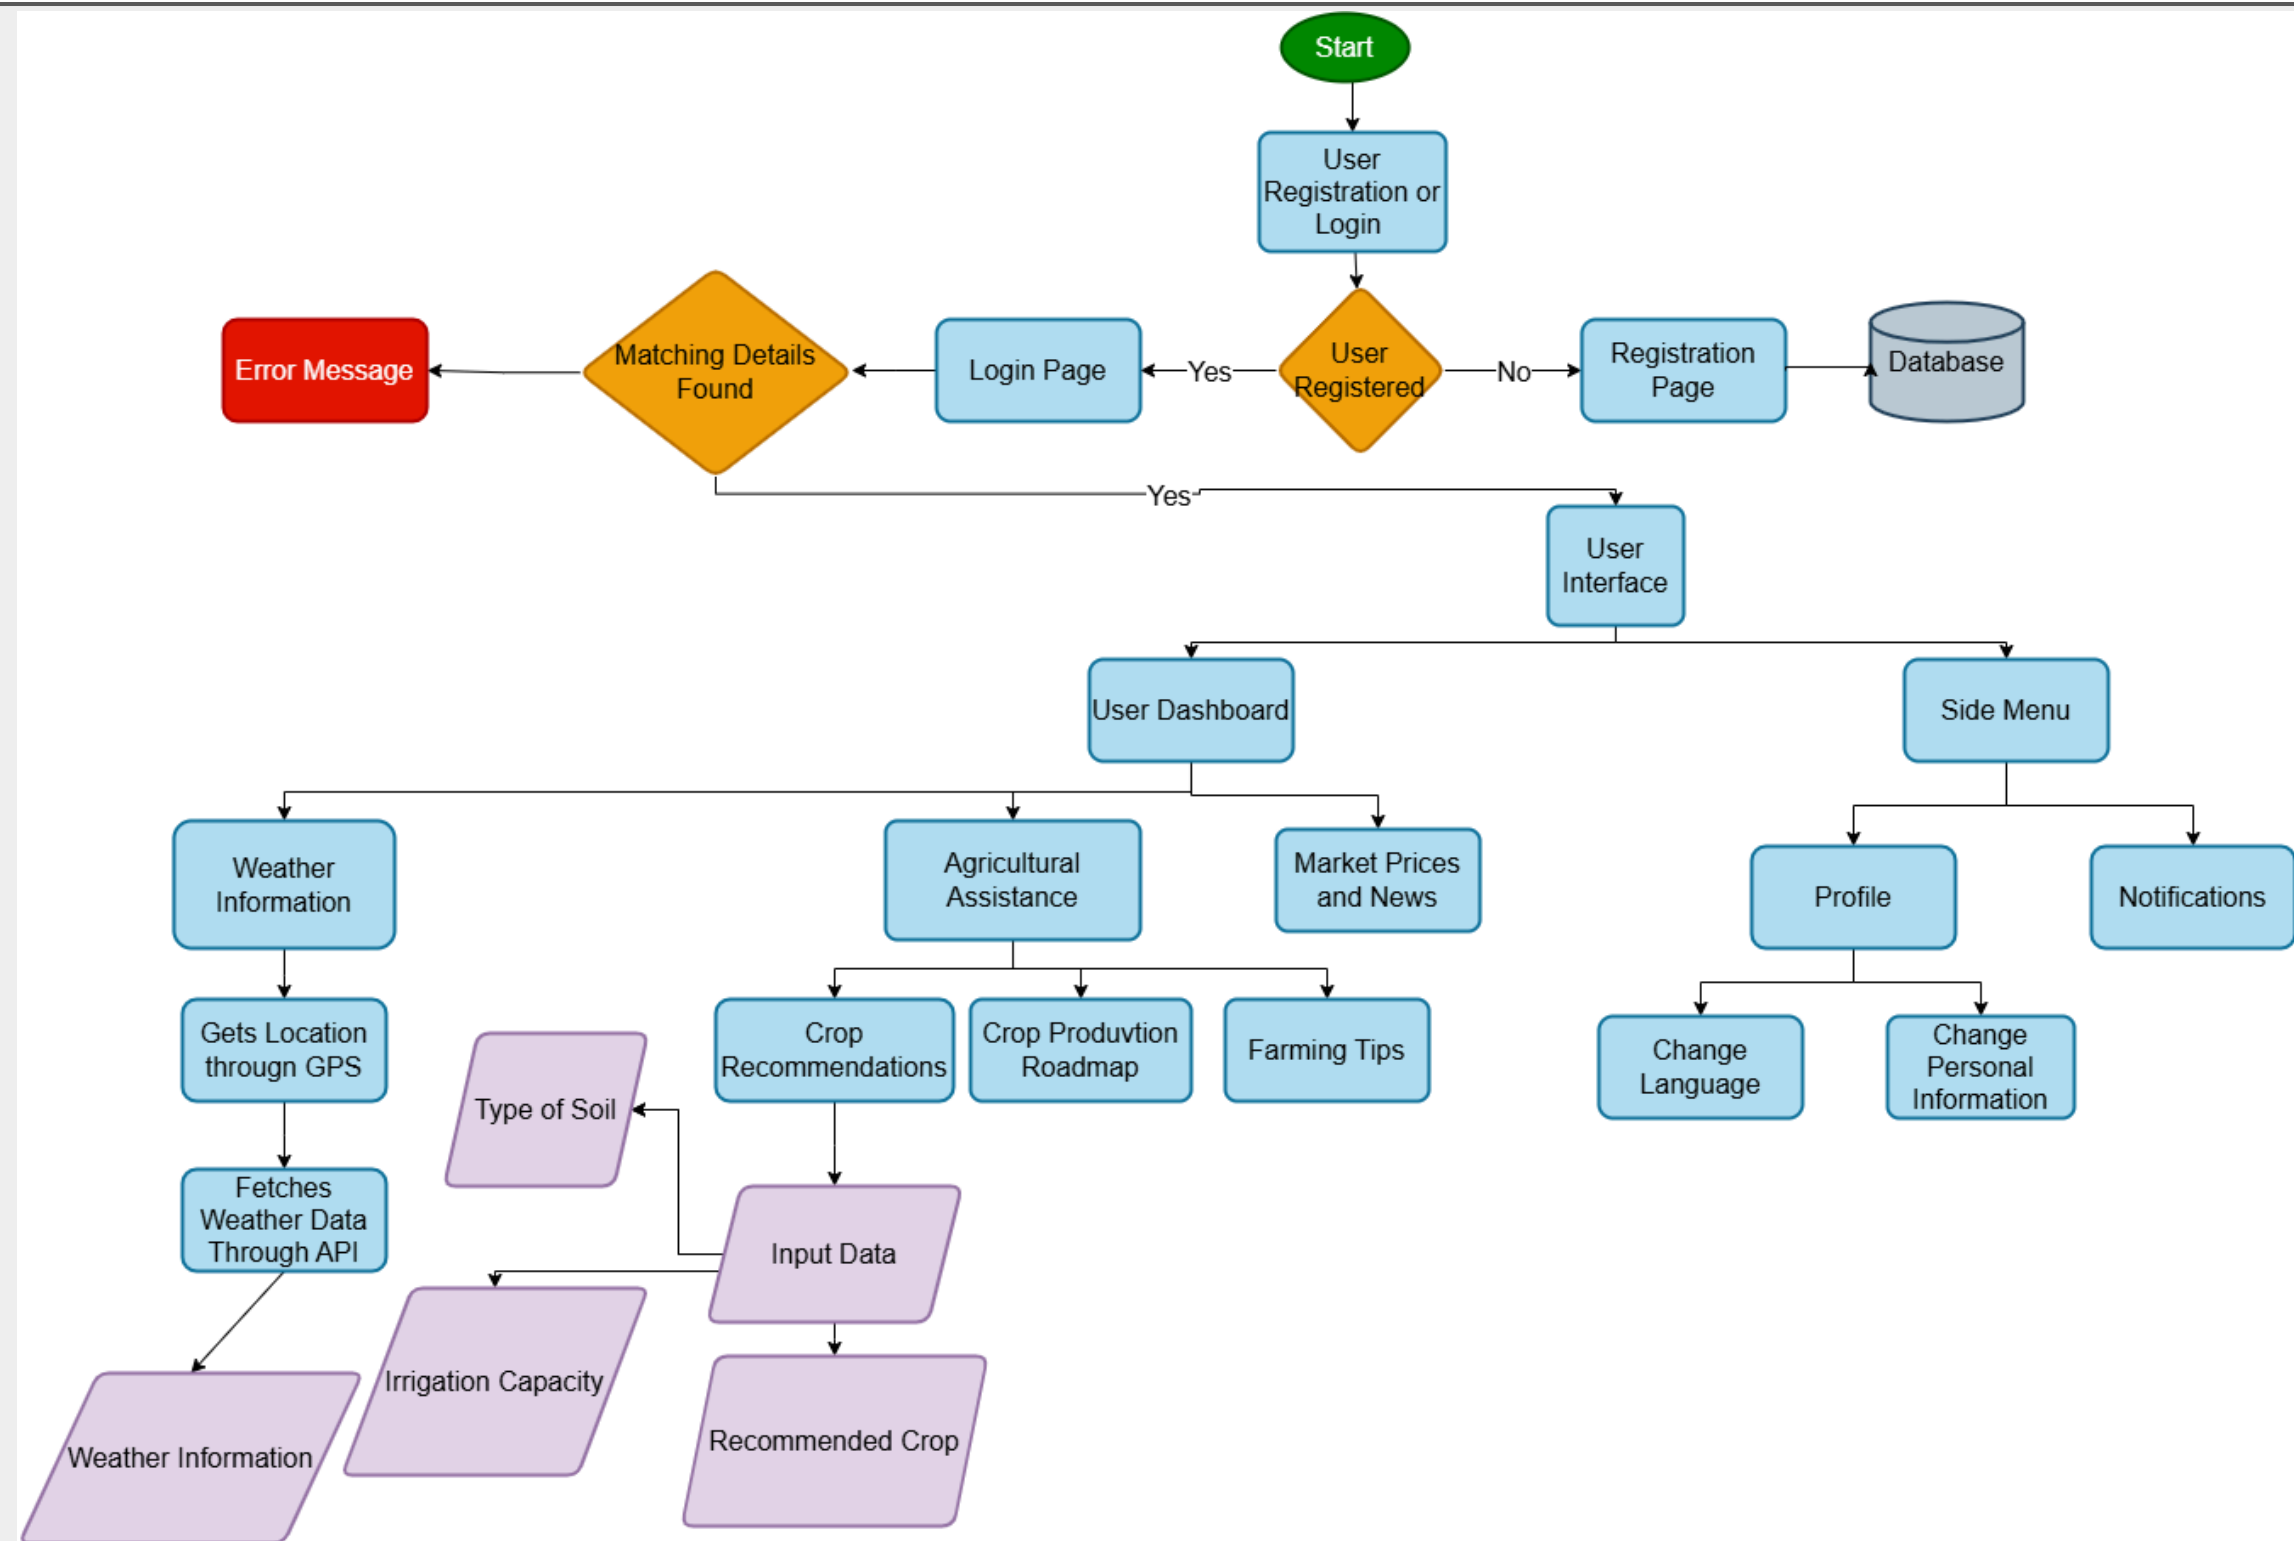 Start
User
Registration or
Login
Error Message
Matching Details
Found
Login Page
Yes
User
Registered
No
Registration
Page
Database
Yes
User
Interface
User Dashboard
Side Menu
Weather
Information
Agricultural
Assistance
Market Prices
and News
Profile
Notifications
Gets Location
througn GPS
Type of Soil
Crop
Recommendations
Crop Produvtion
Roadmap
Farming Tips
Change
Language
Change
Personal
Information
Fetches
Weather Data
Through API
Input Data
Irrigation Capacity
Recommended Crop
Weather Information